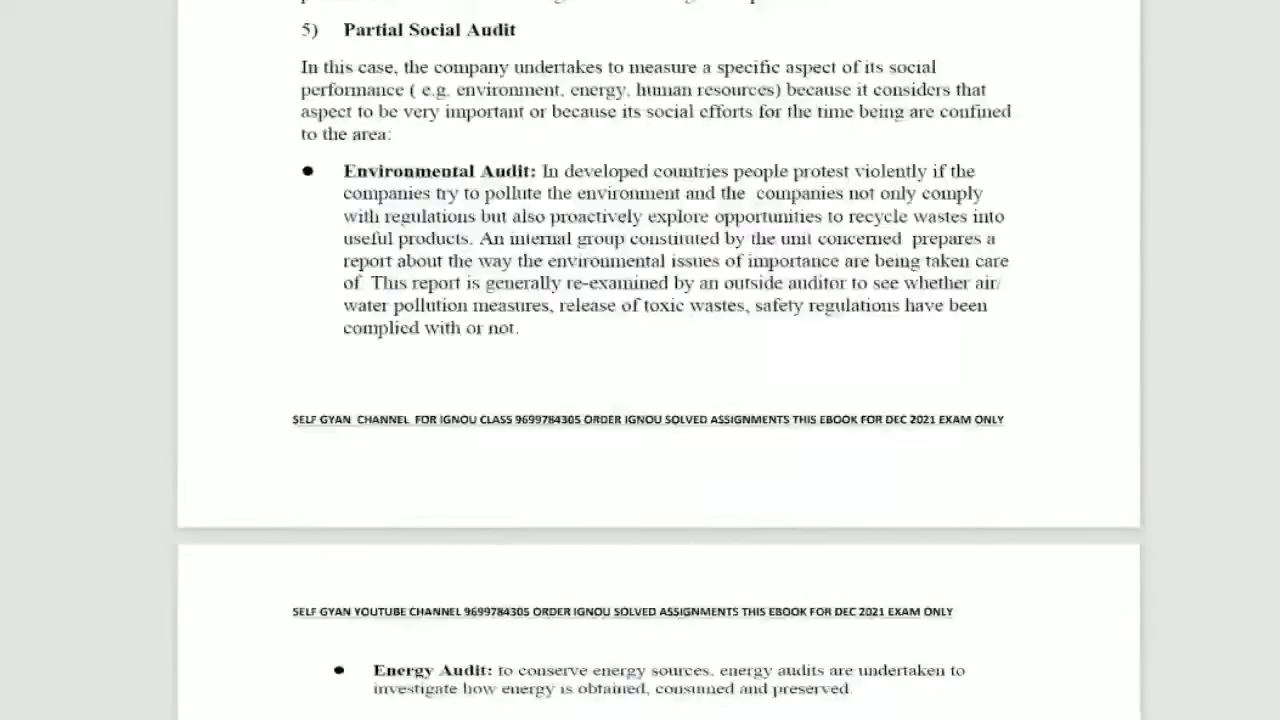 5) Partial Social Audit
In this case, the company undertakes to measure a specific aspect of its social
performance ( e.g. environment, energy, human resources) because it considers that
aspect to be very important or because its social efforts for the time being are confined
to the area:
● Environmental Audit: In developed countries people protest violently if the
companies try to pollute the environment and the companies not only comply
with regulations but also proactively explore opportunities to recycle wastes into
useful products. An internal group constituted by the unit concerned prepares a
report about the way the environmental issues of importance are being taken care
of This report is generally re-examined by an outside auditor to see whether air/
water pollution measures, release of toxic wastes, safety regulations have been
complied with or not.
SELF GYAN CHANNEL FOR IGNOU CLASS 9699784305 ORDER IGNOU SOLVED ASSIGNMENTS THIS EBOOK FOR DEC 2021 EXAM ONLY
SELF GYAN YOUTUBE CHANNEL 9699784305 ORDER IGNOU SOLVED ASSIGNMENTS THIS EBOOK FOR DEC 2021 EXAM ONLY
● Energy Audit: to conserve energy sources, energy audits are undertaken to
investigate how energy is obtained, consumed and preserved.